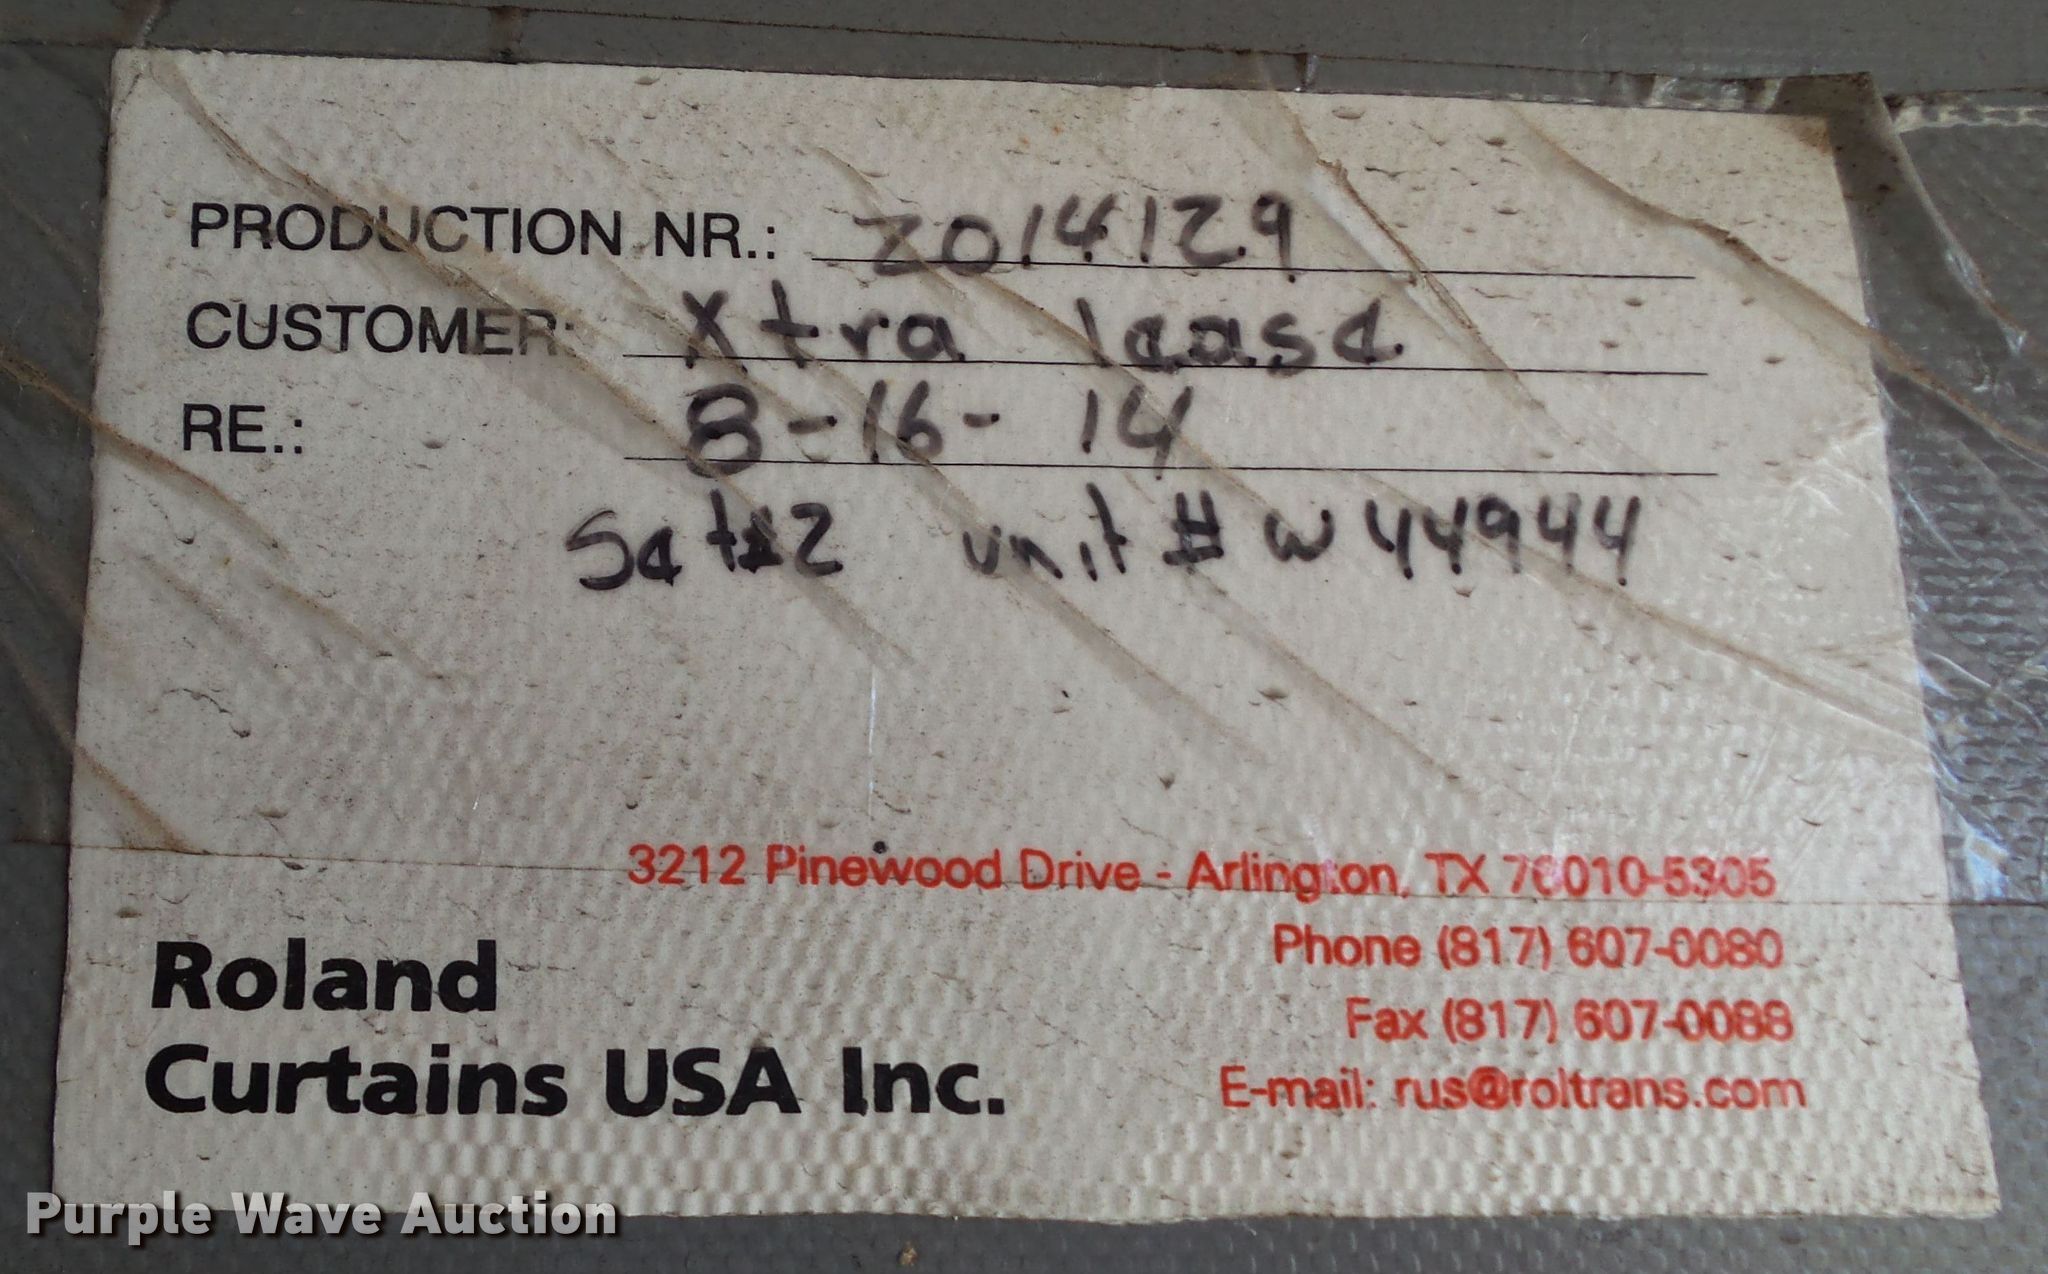 PRODUCTION NR.: 2014129
CUSTOMER: Xtra lease
RE.: 8-16-14
Set#2 unit # W44944
3212 Pinewood Drive - Arlington, TX 76010-5305
Phone (817) 607-0080
Fax (817) 607-0088
E-mail: rus@roltrans.com
Roland
Curtains USA Inc.
Purple Wave Auction